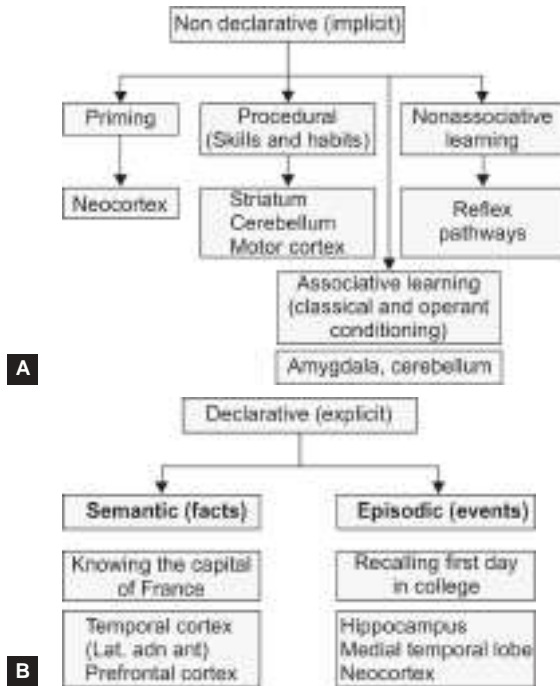 Non declarative (implicit)
Priming
Procedural
(Skills and habits)
Nonassociative
learning
Neocortex
Striatum
Cerebellum
Motor cortex
Reflex
pathways
Associative learning
(classical and operant
conditioning)
Amygdala, cerebellum
A
Declarative (explicit)
Semantic (facts)
Episodic (events)
Knowing the capital
of France
Recalling first day
in college
Temporal cortex
(Lat. adn ant)
Prefrontal cortex
Hippocampus
Medial temporal lobe
Neocortex
B